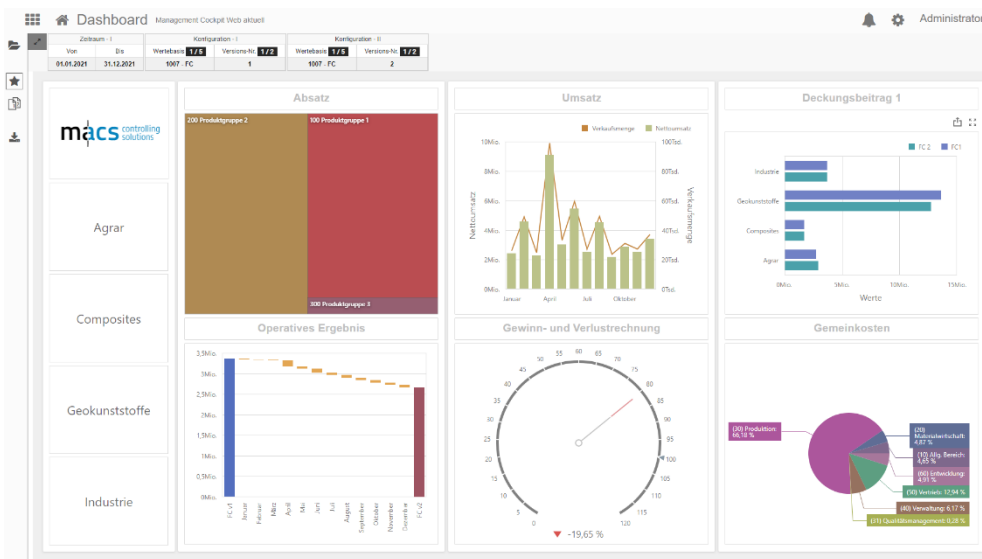 Dashboard Management Cockpit Web aktuell
Administrator
Zeitraum - I Konfiguration - I Konfiguration - II
Von Bis Wertebasis 1 / 5 Versions-Nr. 1 / 2 Wertebasis 1 / 5 Versions-Nr. 1 / 2
01.01.2021 31.12.2021 1007 - FC 1 1007 - FC 2
macs controlling
solutions
Agrar
Composites
Geokunststoffe
Industrie
Absatz
200 Produktgruppe 2
100 Produktgruppe 1
300 Produktgruppe 3
Umsatz
Verkaufsmenge Nettoumsatz
10Mio.
8Mio.
6Mio.
4Mio.
2Mio.
0Mio.
Nettoumsatz
100Tsd.
80Tsd.
60Tsd.
40Tsd.
20Tsd.
0Tsd.
Verkaufsmenge
Januar April Juli Oktober
Deckungsbeitrag 1
FC 2 FC1
Industrie
Geokunststoffe
Composites
Agrar
0Mio. 5Mio. 10Mio. 15Mio.
Werte
Operatives Ergebnis
3,5Mio.
3Mio.
2,5Mio.
2Mio.
1,5Mio.
1Mio.
0,5Mio.
0Mio.
FC v1 Januar Februar März April Mai Juni Juli August September Oktober November Dezember FC v2
Gewinn- und Verlustrechnung
0 5 10 15 20 25 30 35 40 45 50 55 60 65 70 75 80 85 90 95 100 105 110 115 120
-19,65 %
Gemeinkosten
(30) Produktion:
66,18 %
(20)
Materialwirtschaft:
4,87 %
(10) Allg. Bereich:
4,65 %
(60) Entwicklung:
4,91 %
(50) Vertrieb: 12,94 %
(40) Verwaltung: 6,17 %
(31) Qualitätsmanagement: 0,28 %